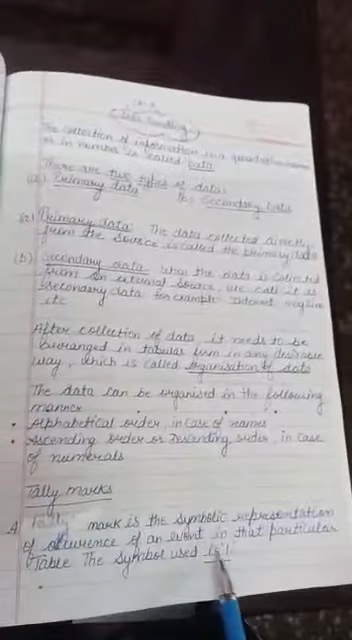 Data Handling
The collection of information in a
or in number is called Data
There are two types of data:
(a) Primary data (b) Secondary Data
(a) Primary data: The data collected directly
from the source is called the primary Data
(b) Secondary data When the data is collected
from an external source, we call it as
secondary data for example internet
etc
After collection of data, it needs to be
arranged in tabular form in any desirable
way, which is called organisation of data
The data can be organised in the following
manner
• Alphabetical order, in case of names
• Ascending order or Descending order, in case
of numerals
Tally marks
A Tally mark is the symbolic representation
of occurence of an event in that particular
Table The symbol used is